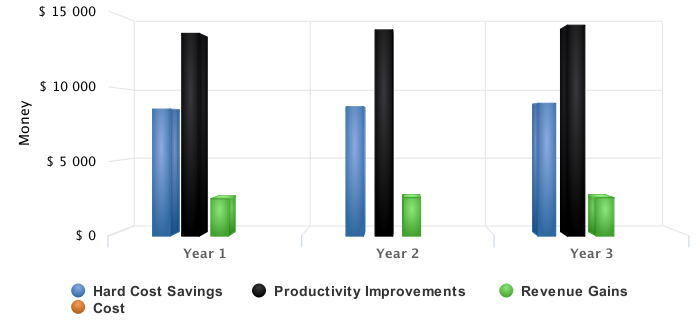 $ 15 000
$ 10 000
$ 5 000
$ 0
Money
Year 1 Year 2 Year 3
Hard Cost Savings Productivity Improvements Revenue Gains
Cost